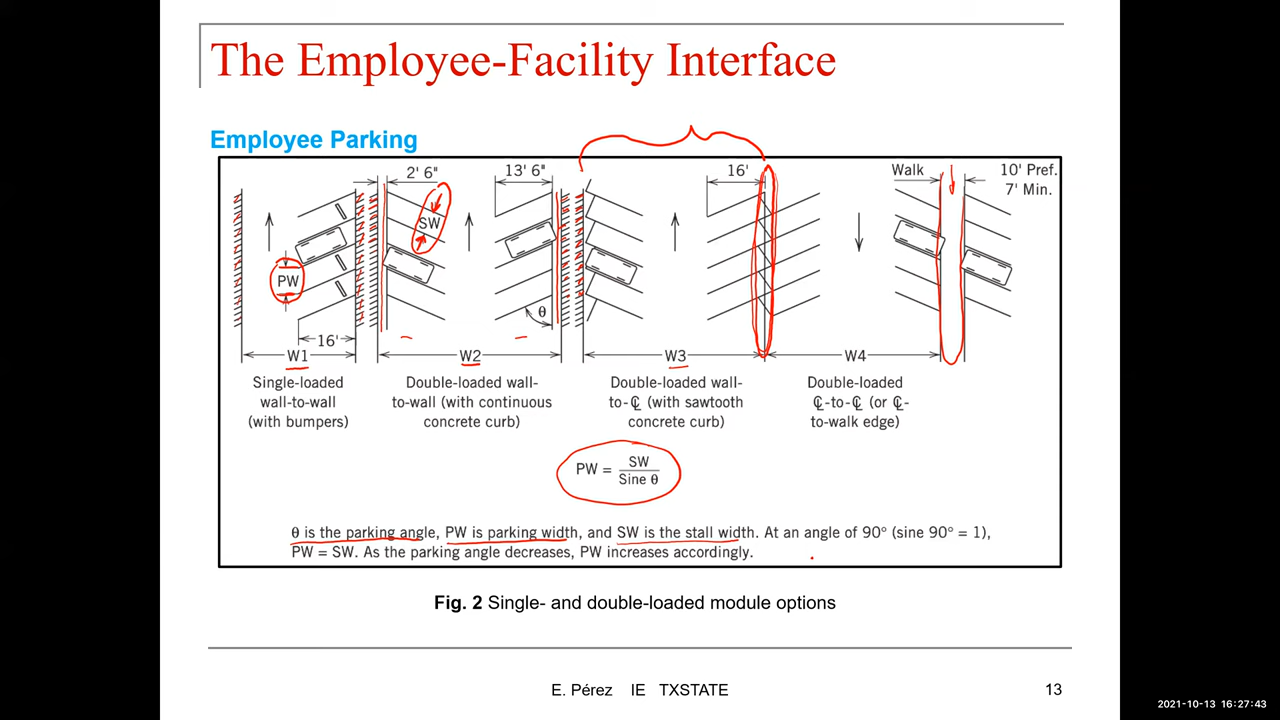 The Employee-Facility Interface
Employee Parking
2' 6"
13' 6"
16'
Walk
10' Pref.
7' Min.
SW
PW
θ
16'
W1
W2
W3
W4
Single-loaded
wall-to-wall
(with bumpers)
Double-loaded wall-
to-wall (with continuous
concrete curb)
Double-loaded wall-
to-℄ (with sawtooth
concrete curb)
Double-loaded
℄-to-℄ (or ℄-
to-walk edge)
PW = SW
Sine θ
θ is the parking angle, PW is parking width, and SW is the stall width. At an angle of 90° (sine 90° = 1),
PW = SW. As the parking angle decreases, PW increases accordingly.
Fig. 2 Single- and double-loaded module options
E. Pérez IE TXSTATE
13
2021-10-13 16:27:43